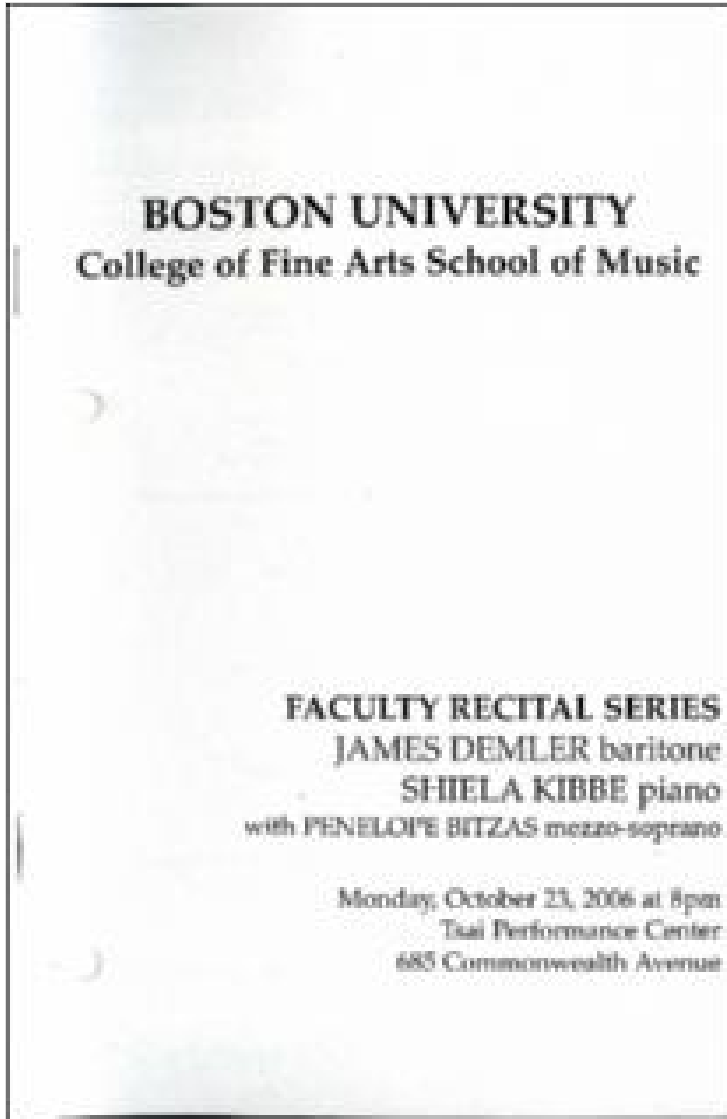 BOSTON UNIVERSITY
College of Fine Arts School of Music
FACULTY RECITAL SERIES
JAMES DEMLER baritone
SHIELA KIBBE piano
with PENELOPE BITZAS mezzo-soprano
Monday, October 23, 2006 at 8pm
Tsai Performance Center
685 Commonwealth Avenue